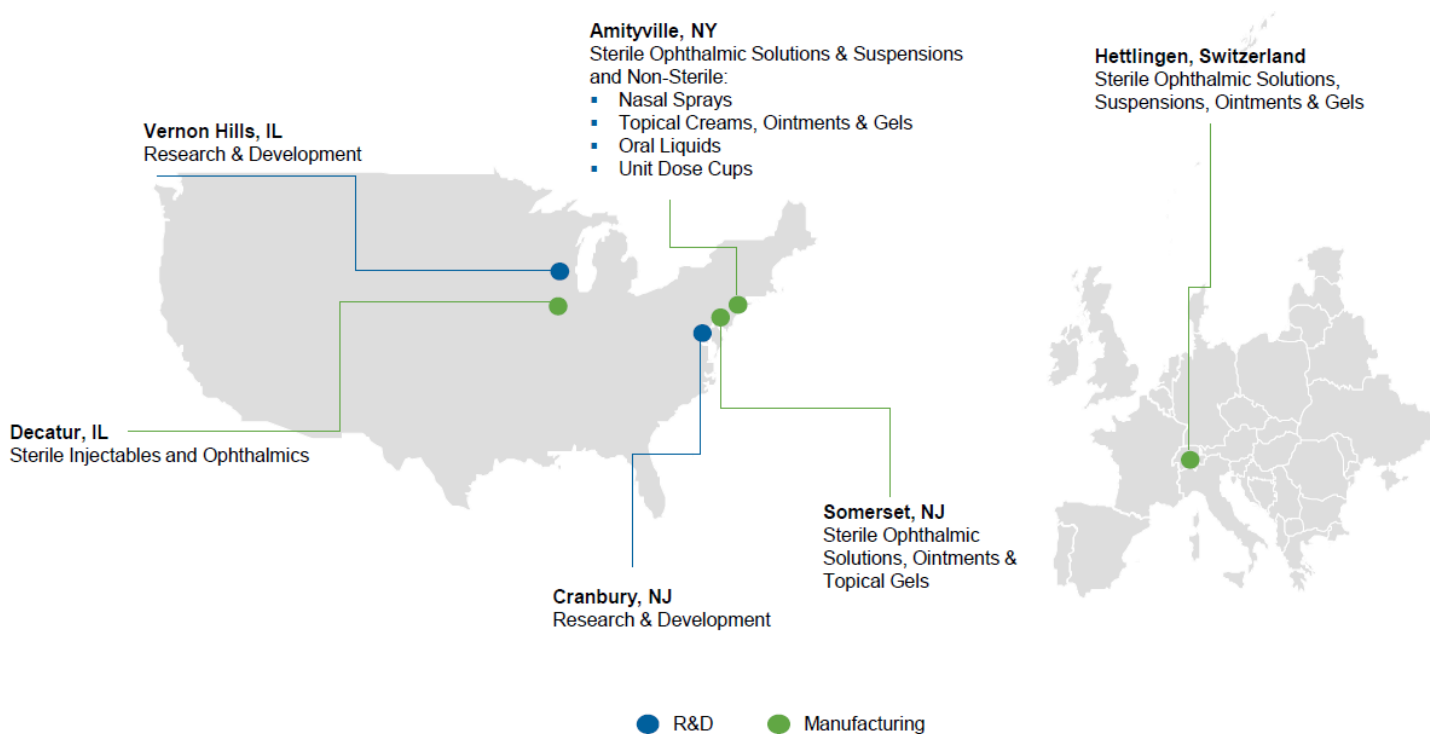 Amityville, NY
Sterile Ophthalmic Solutions & Suspensions
and Non-Sterile:
▪ Nasal Sprays
▪ Topical Creams, Ointments & Gels
▪ Oral Liquids
▪ Unit Dose Cups
Hettlingen, Switzerland
Sterile Ophthalmic Solutions,
Suspensions, Ointments & Gels
Vernon Hills, IL
Research & Development
Decatur, IL
Sterile Injectables and Ophthalmics
Somerset, NJ
Sterile Ophthalmic
Solutions, Ointments &
Topical Gels
Cranbury, NJ
Research & Development
R&D
Manufacturing